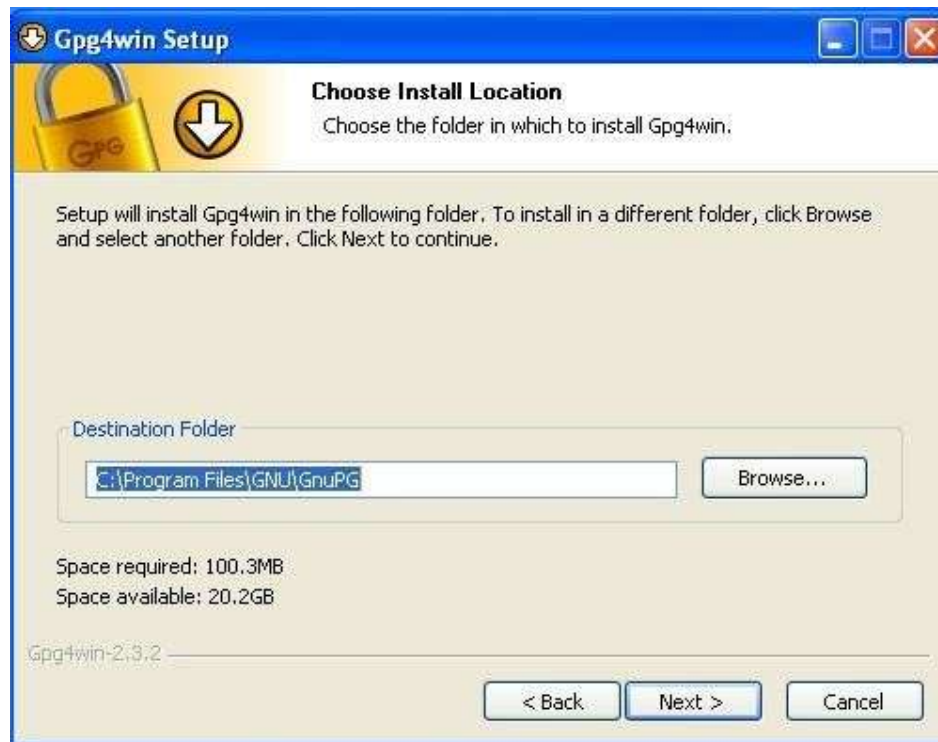 Gpg4win Setup
Choose Install Location
Choose the folder in which to install Gpg4win.
GPG
Setup will install Gpg4win in the following folder. To install in a different folder, click Browse
and select another folder. Click Next to continue.
Destination Folder
C:\Program Files\GNU\GnuPG
Browse...
Space required: 100.3MB
Space available: 20.2GB
Gpg4win-2.3.2
< Back
Next >
Cancel